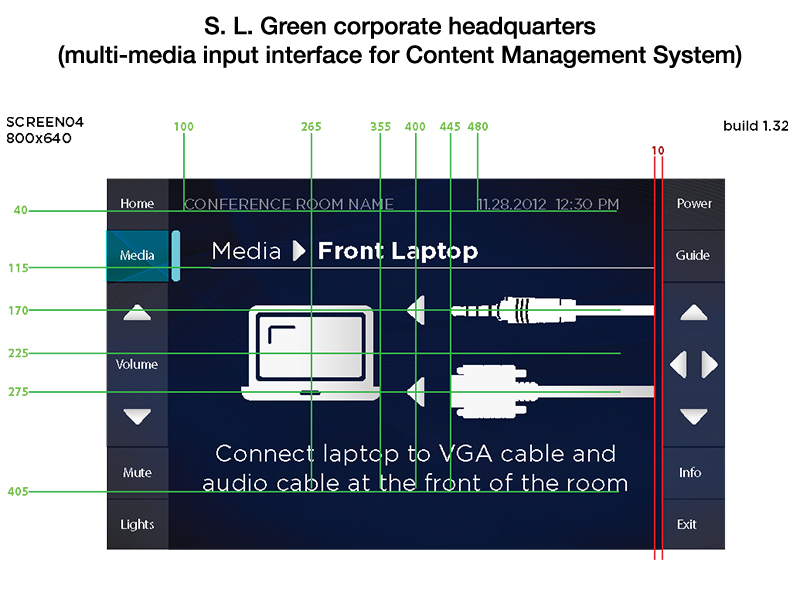 S. L. Green corporate headquarters
(multi-media input interface for Content Management System)
SCREEN04
800x640
100 265 355 400 445 480
build 1.32
10
40
Home
CONFERENCE ROOM NAME
11.28.2012 12:30 PM
Power
Media
Media Front Laptop
Guide
115
170
225
Volume
275
Connect laptop to VGA cable and
audio cable at the front of the room
Mute
Info
405
Lights
Exit